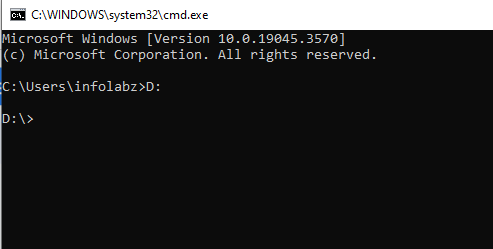 C:\WINDOWS\system32\cmd.exe
Microsoft Windows [Version 10.0.19045.3570]
(c) Microsoft Corporation. All rights reserved.
C:\Users\infolabz>D:
D:\>